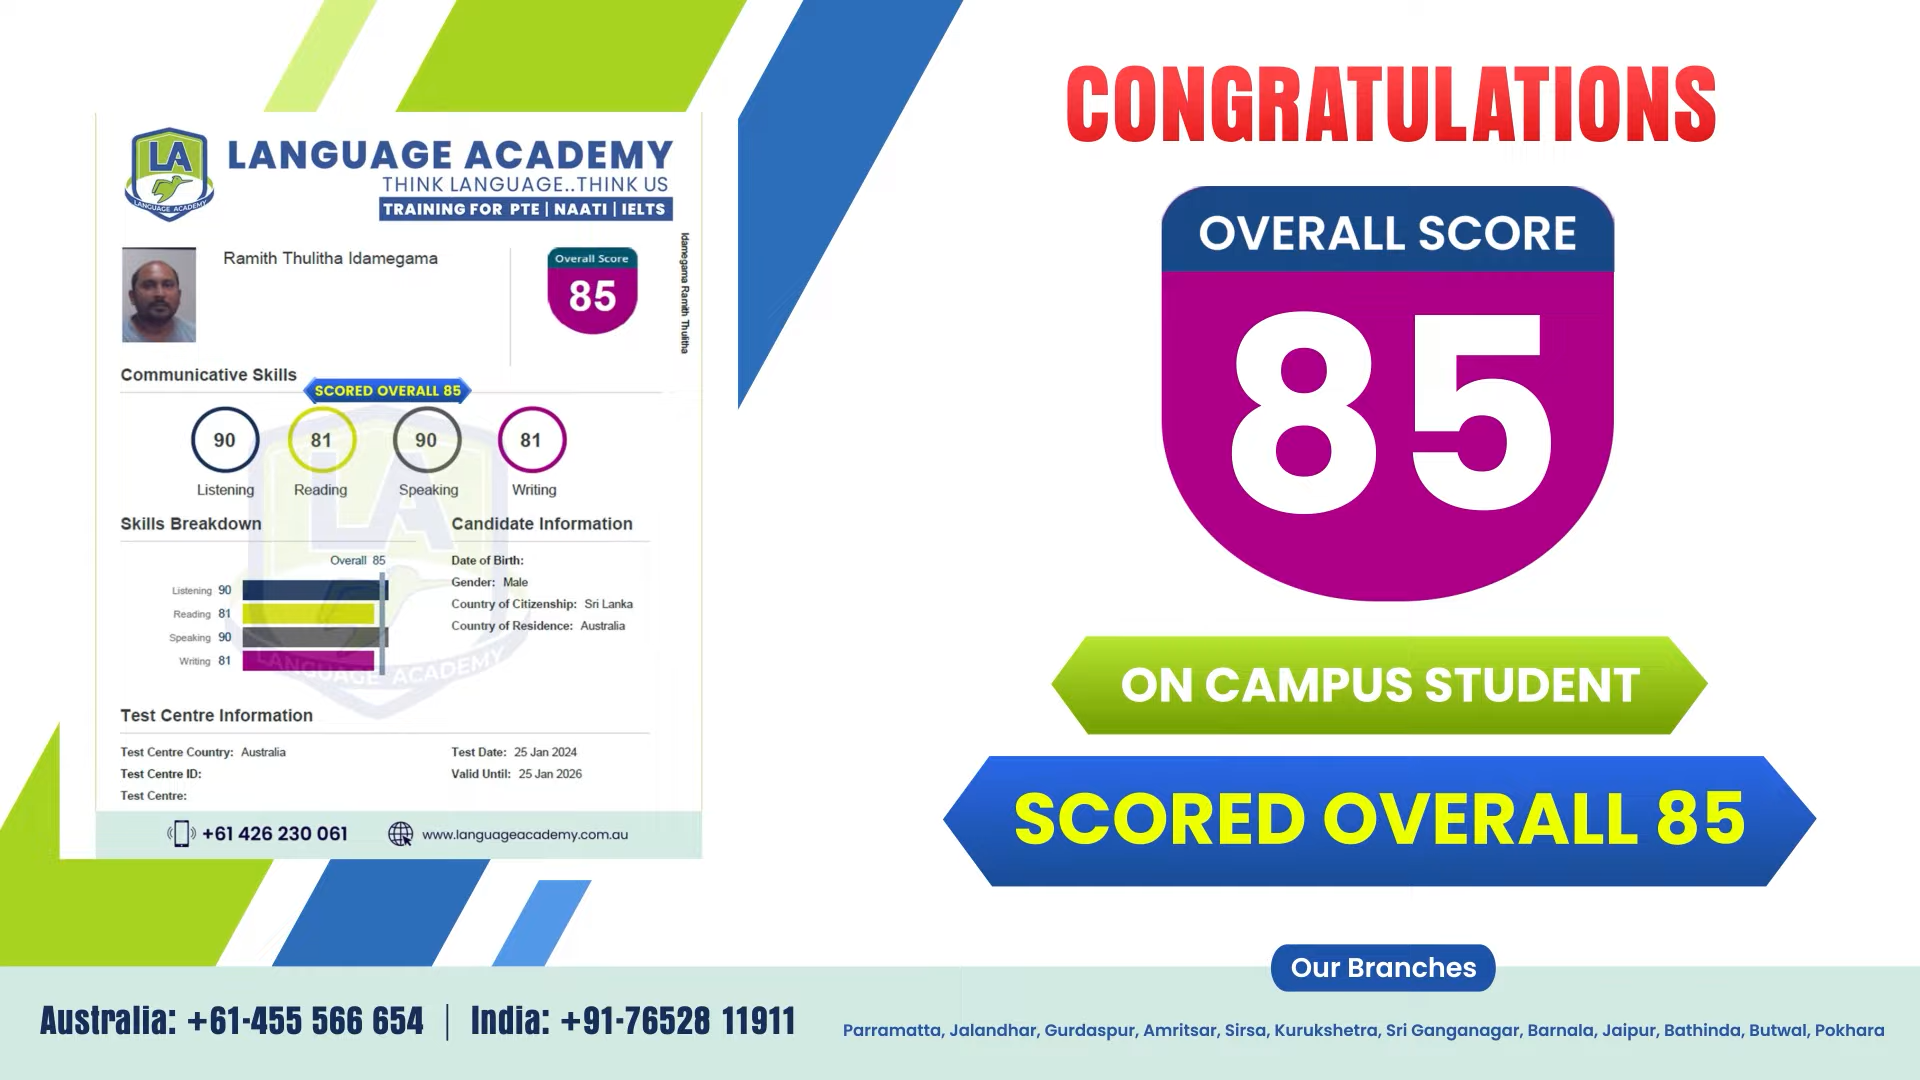 LA
LANGUAGE ACADEMY
LANGUAGE ACADEMY
THINK LANGUAGE..THINK US
TRAINING FOR PTE | NAATI | IELTS
Ramith Thulitha Idamegama
Overall Score
85
Idamegama Ramith Thulitha
Communicative Skills
SCORED OVERALL 85
90 81 90 81
Listening Reading Speaking Writing
Skills Breakdown
Overall 85
Listening 90
Reading 81
Speaking 90
Writing 81
Candidate Information
Date of Birth:
Gender: Male
Country of Citizenship: Sri Lanka
Country of Residence: Australia
LA
LANGUAGE ACADEMY
Test Centre Information
Test Centre Country: Australia
Test Centre ID:
Test Centre:
Test Date: 25 Jan 2024
Valid Until: 25 Jan 2026
+61 426 230 061
www.languageacademy.com.au
CONGRATULATIONS
OVERALL SCORE
85
ON CAMPUS STUDENT
SCORED OVERALL 85
Our Branches
Australia: +61-455 566 654 | India: +91-76528 11911
Parramatta, Jalandhar, Gurdaspur, Amritsar, Sirsa, Kurukshetra, Sri Ganganagar, Barnala, Jaipur, Bathinda, Butwal, Pokhara